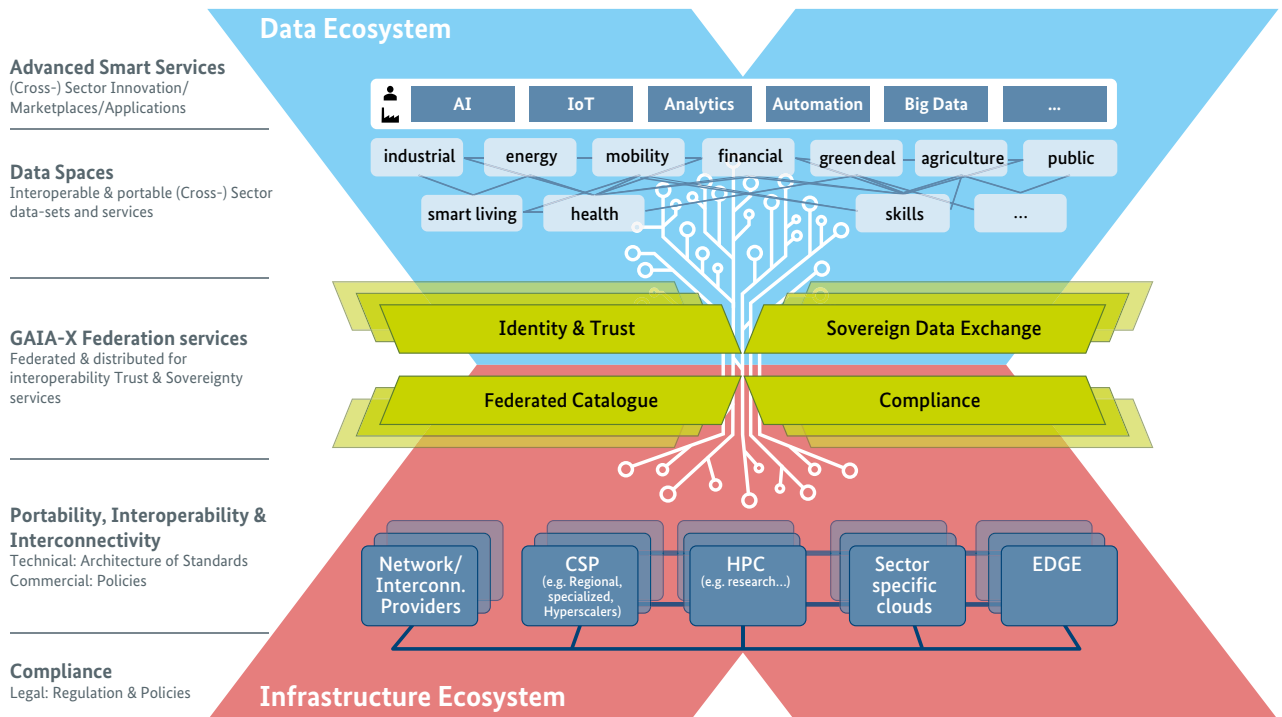 Data Ecosystem
Advanced Smart Services
(Cross-) Sector Innovation/
Marketplaces/Applications
AI
IoT
Analytics
Automation
Big Data
...
Data Spaces
Interoperable & portable (Cross-) Sector
data-sets and services
industrial
energy
mobility
financial
green deal
agriculture
public
smart living
health
skills
...
GAIA-X Federation services
Federated & distributed for
interoperability Trust & Sovereignty
services
Identity & Trust
Sovereign Data Exchange
Federated Catalogue
Compliance
Portability, Interoperability &
Interconnectivity
Technical: Architecture of Standards
Commercial: Policies
Network/
Interconn.
Providers
CSP
(e.g. Regional,
specialized,
Hyperscalers)
HPC
(e.g. research...)
Sector
specific
clouds
EDGE
Compliance
Legal: Regulation & Policies
Infrastructure Ecosystem